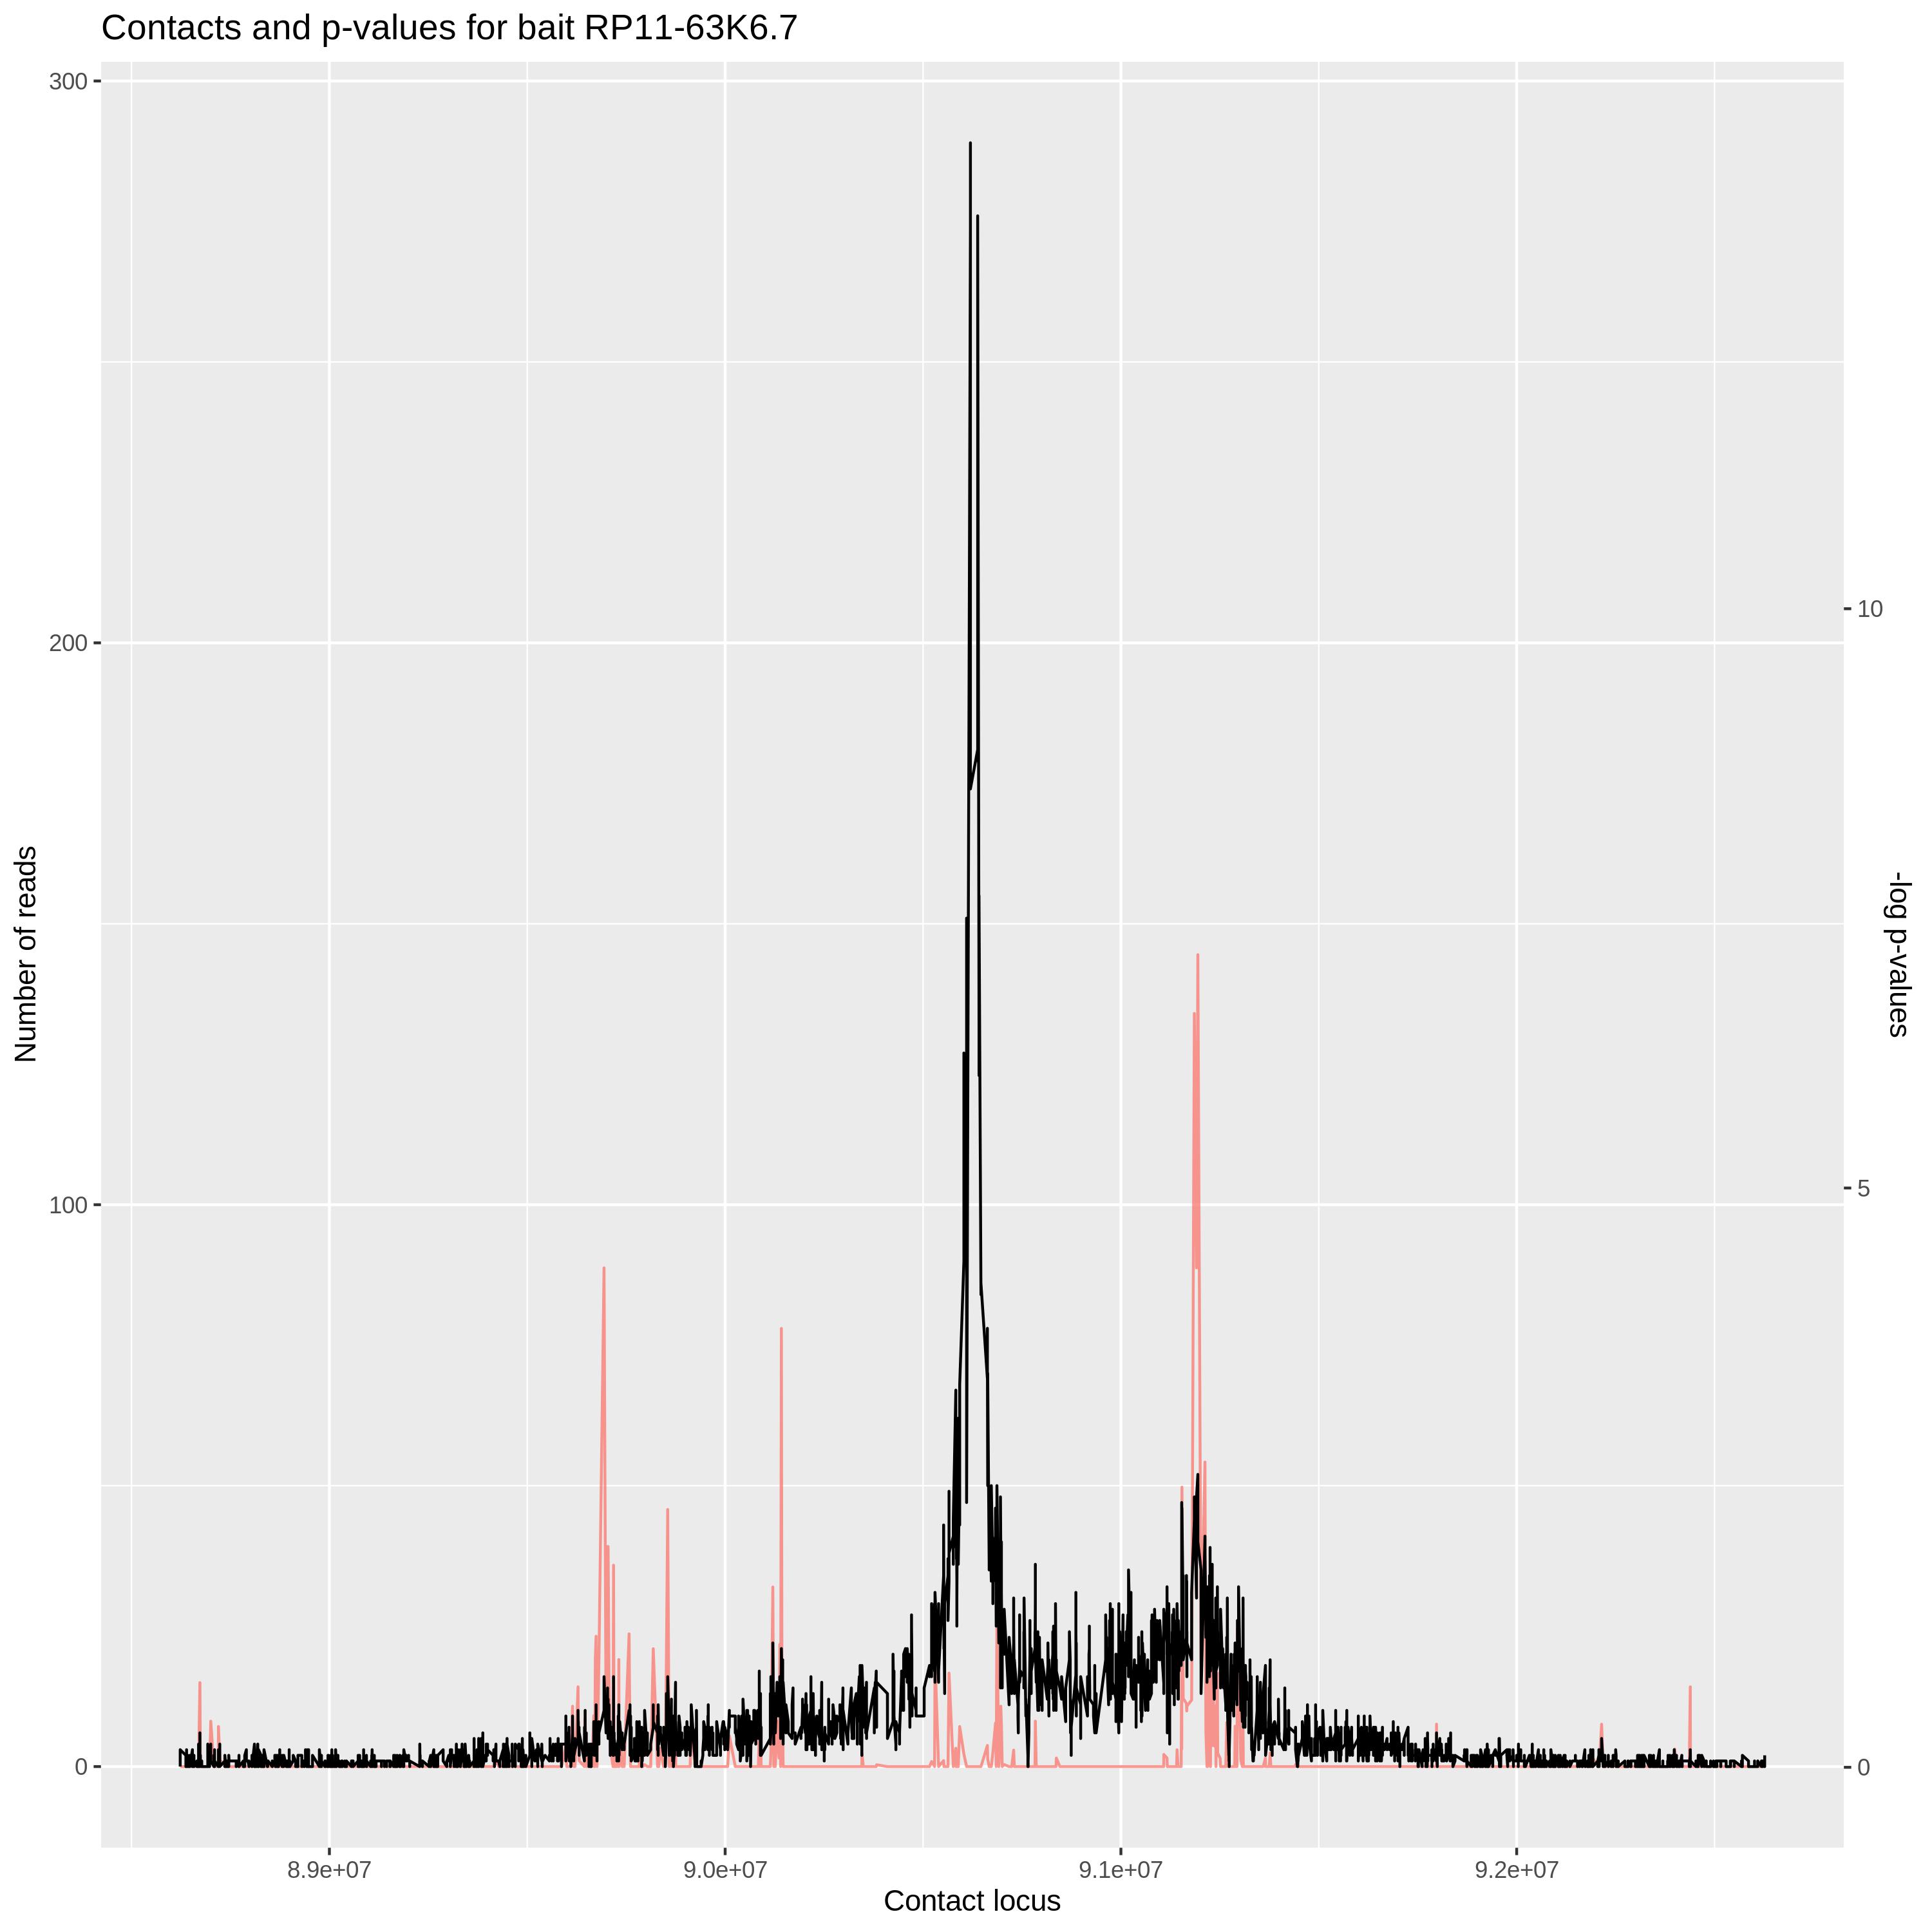 Contacts and p-values for bait RP11-63K6.7
300
200
100
0
Number of reads
10
5
0
-log p-values
8.9e+07
9.0e+07
9.1e+07
9.2e+07
Contact locus